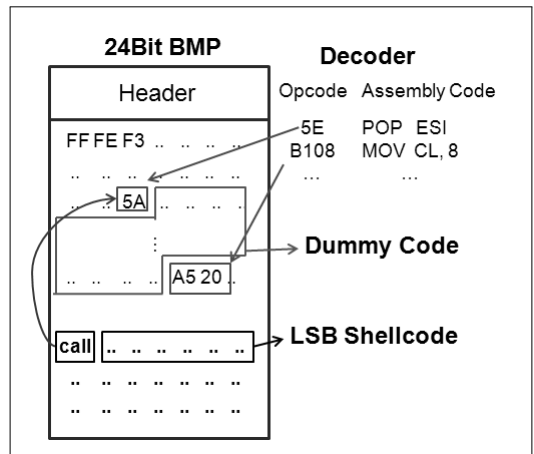 24Bit BMP
Decoder
Header
Opcode Assembly Code
FF FE F3 .. .. .. ..
5E POP ESI
B108 MOV CL, 8
.. .. .. .. .. .. ..
... ...
.. .. 5A .. .. .. ..
Dummy Code
⋮
.. .. .. .. A5 20 ..
call .. .. .. .. .. ..
LSB Shellcode
.. .. .. .. .. .. ..
.. .. .. .. .. .. ..